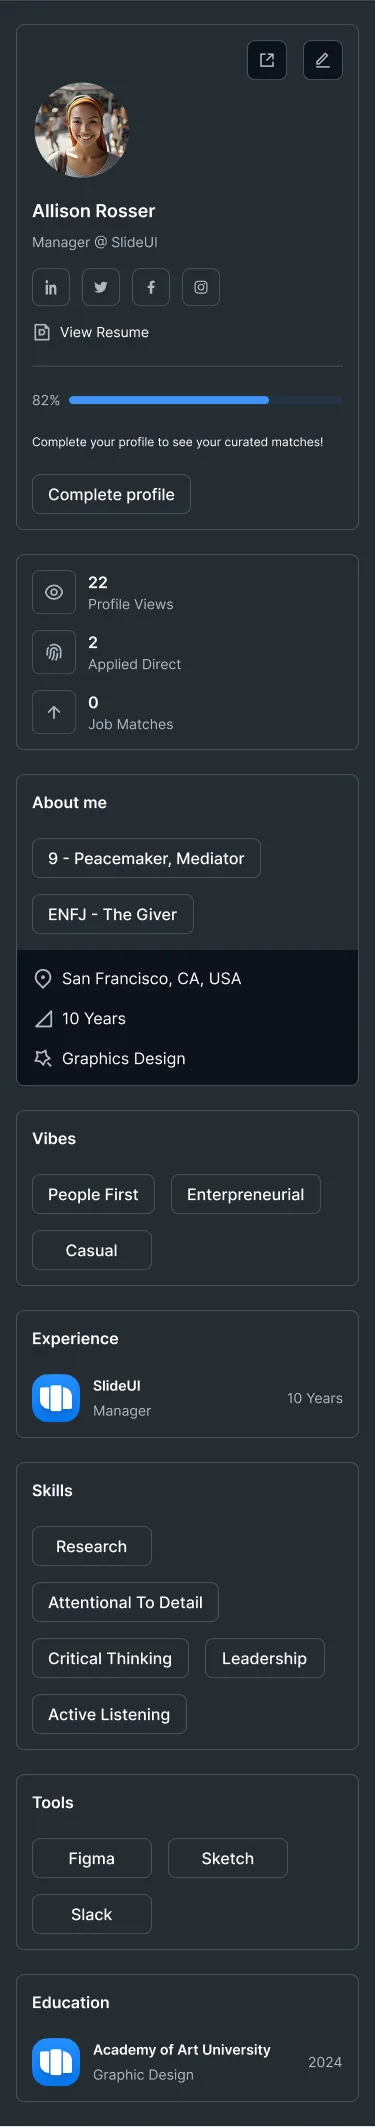 Allison Rosser
Manager @ SlideUI
View Resume
82%
Complete your profile to see your curated matches!
Complete profile
22
Profile Views
2
Applied Direct
0
Job Matches
About me
9 - Peacemaker, Mediator
ENFJ - The Giver
San Francisco, CA, USA
10 Years
Graphics Design
Vibes
People First
Enterpreneurial
Casual
Experience
SlideUI
Manager
10 Years
Skills
Research
Attentional To Detail
Critical Thinking
Leadership
Active Listening
Tools
Figma
Sketch
Slack
Education
Academy of Art University
Graphic Design
2024